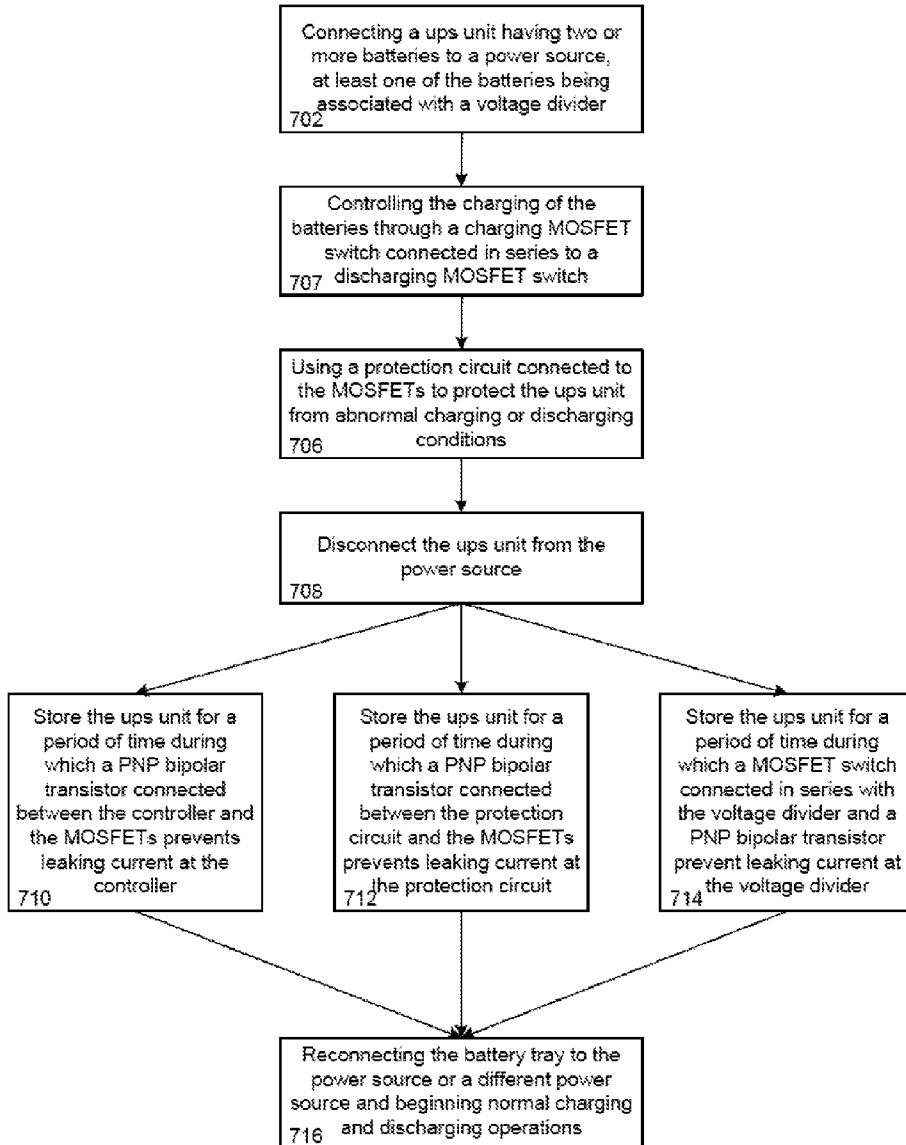 Connecting a ups unit having two or
more batteries to a power source,
at least one of the batteries being
associated with a voltage divider
702
Controlling the charging of the
batteries through a charging MOSFET
switch connected in series to a
discharging MOSFET switch
707
Using a protection circuit connected to
the MOSFETs to protect the ups unit
from abnormal charging or discharging
conditions
706
Disconnect the ups unit from the
power source
708
Store the ups unit for a
period of time during
which a PNP bipolar
transistor connected
between the controller and
the MOSFETs prevents
leaking current at the
controller
710
Store the ups unit for a
period of time during
which a PNP bipolar
transistor connected
between the protection
circuit and the MOSFETs
prevents leaking current at
the protection circuit
712
Store the ups unit for a
period of time during
which a MOSFET switch
connected in series with
the voltage divider and a
PNP bipolar transistor
prevent leaking current at
the voltage divider
714
Reconnecting the battery tray to the
power source or a different power
source and beginning normal charging
and discharging operations
716